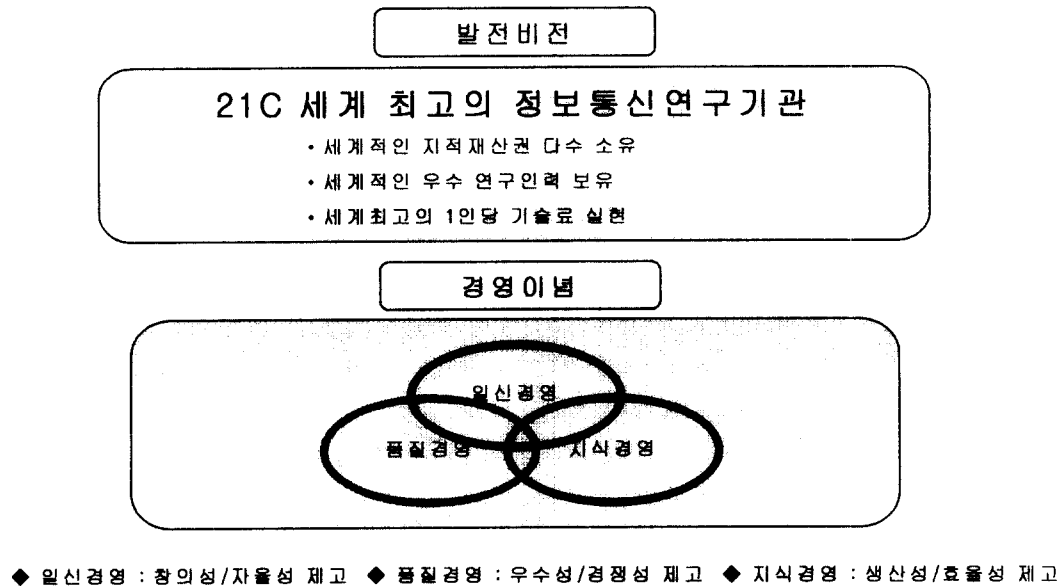 발전비전
21C 세계 최고의 정보통신연구기관
• 세계적인 지적재산권 다수 소유
• 세계적인 우수 연구인력 보유
• 세계최고의 1인당 기술료 실현
경영이념
일신경영
품질경영 지식경영
◆ 일신경영 : 창의성/자율성 제고 ◆ 품질경영 : 우수성/경쟁성 제고 ◆ 지식경영 : 생산성/효율성 제고